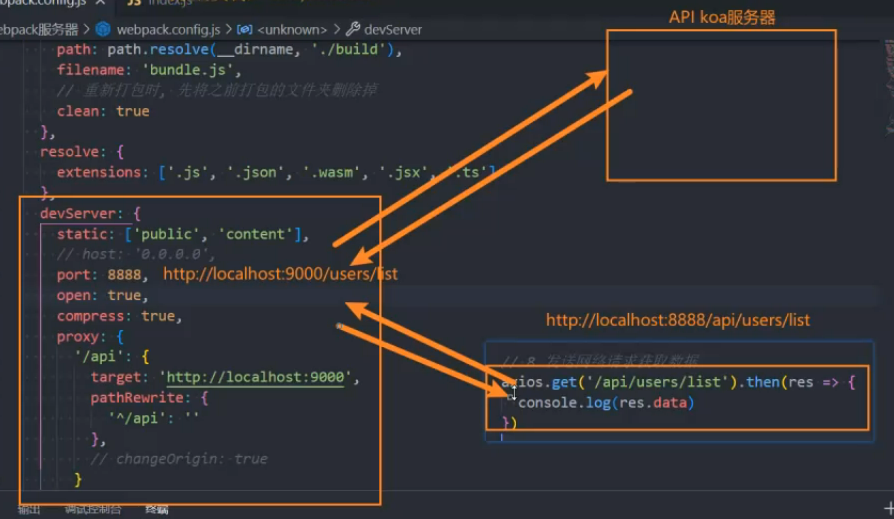 webpack.config.js
index.js
API koa服务器
webpack服务器 > webpack.config.js > <unknown> > devServer
path: path.resolve(__dirname, './build'),
filename: 'bundle.js',
// 重新打包时, 先将之前打包的文件夹删除掉
clean: true
},
resolve: {
extensions: ['.js', '.json', '.wasm', '.jsx', '.ts']
},
devServer: {
static: ['public', 'content'],
// host: '0.0.0.0',
port: 8888,
http://localhost:9000/users/list
open: true,
compress: true,
proxy: {
'/api': {
target: 'http://localhost:9000',
pathRewrite: {
'^/api': ''
},
// changeOrigin: true
}
http://localhost:8888/api/users/list
// 8.发送网络请求获取数据
axios.get('/api/users/list').then(res => {
console.log(res.data)
})
输出 调试控制台 终端